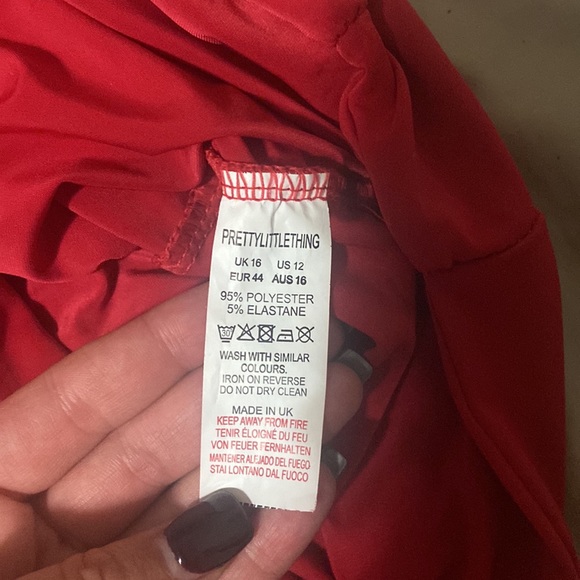 PRETTYLITTLETHING
UK 16 US 12
EUR 44 AUS 16
95% POLYESTER
5% ELASTANE
30
WASH WITH SIMILAR
COLOURS.
IRON ON REVERSE
DO NOT DRY CLEAN
MADE IN UK
KEEP AWAY FROM FIRE
TENIR ÉLOIGNÉ DU FEU
VON FEUER FERNHALTEN
MANTENER ALEJADO DEL FUEGO
STAI LONTANO DAL FUOCO